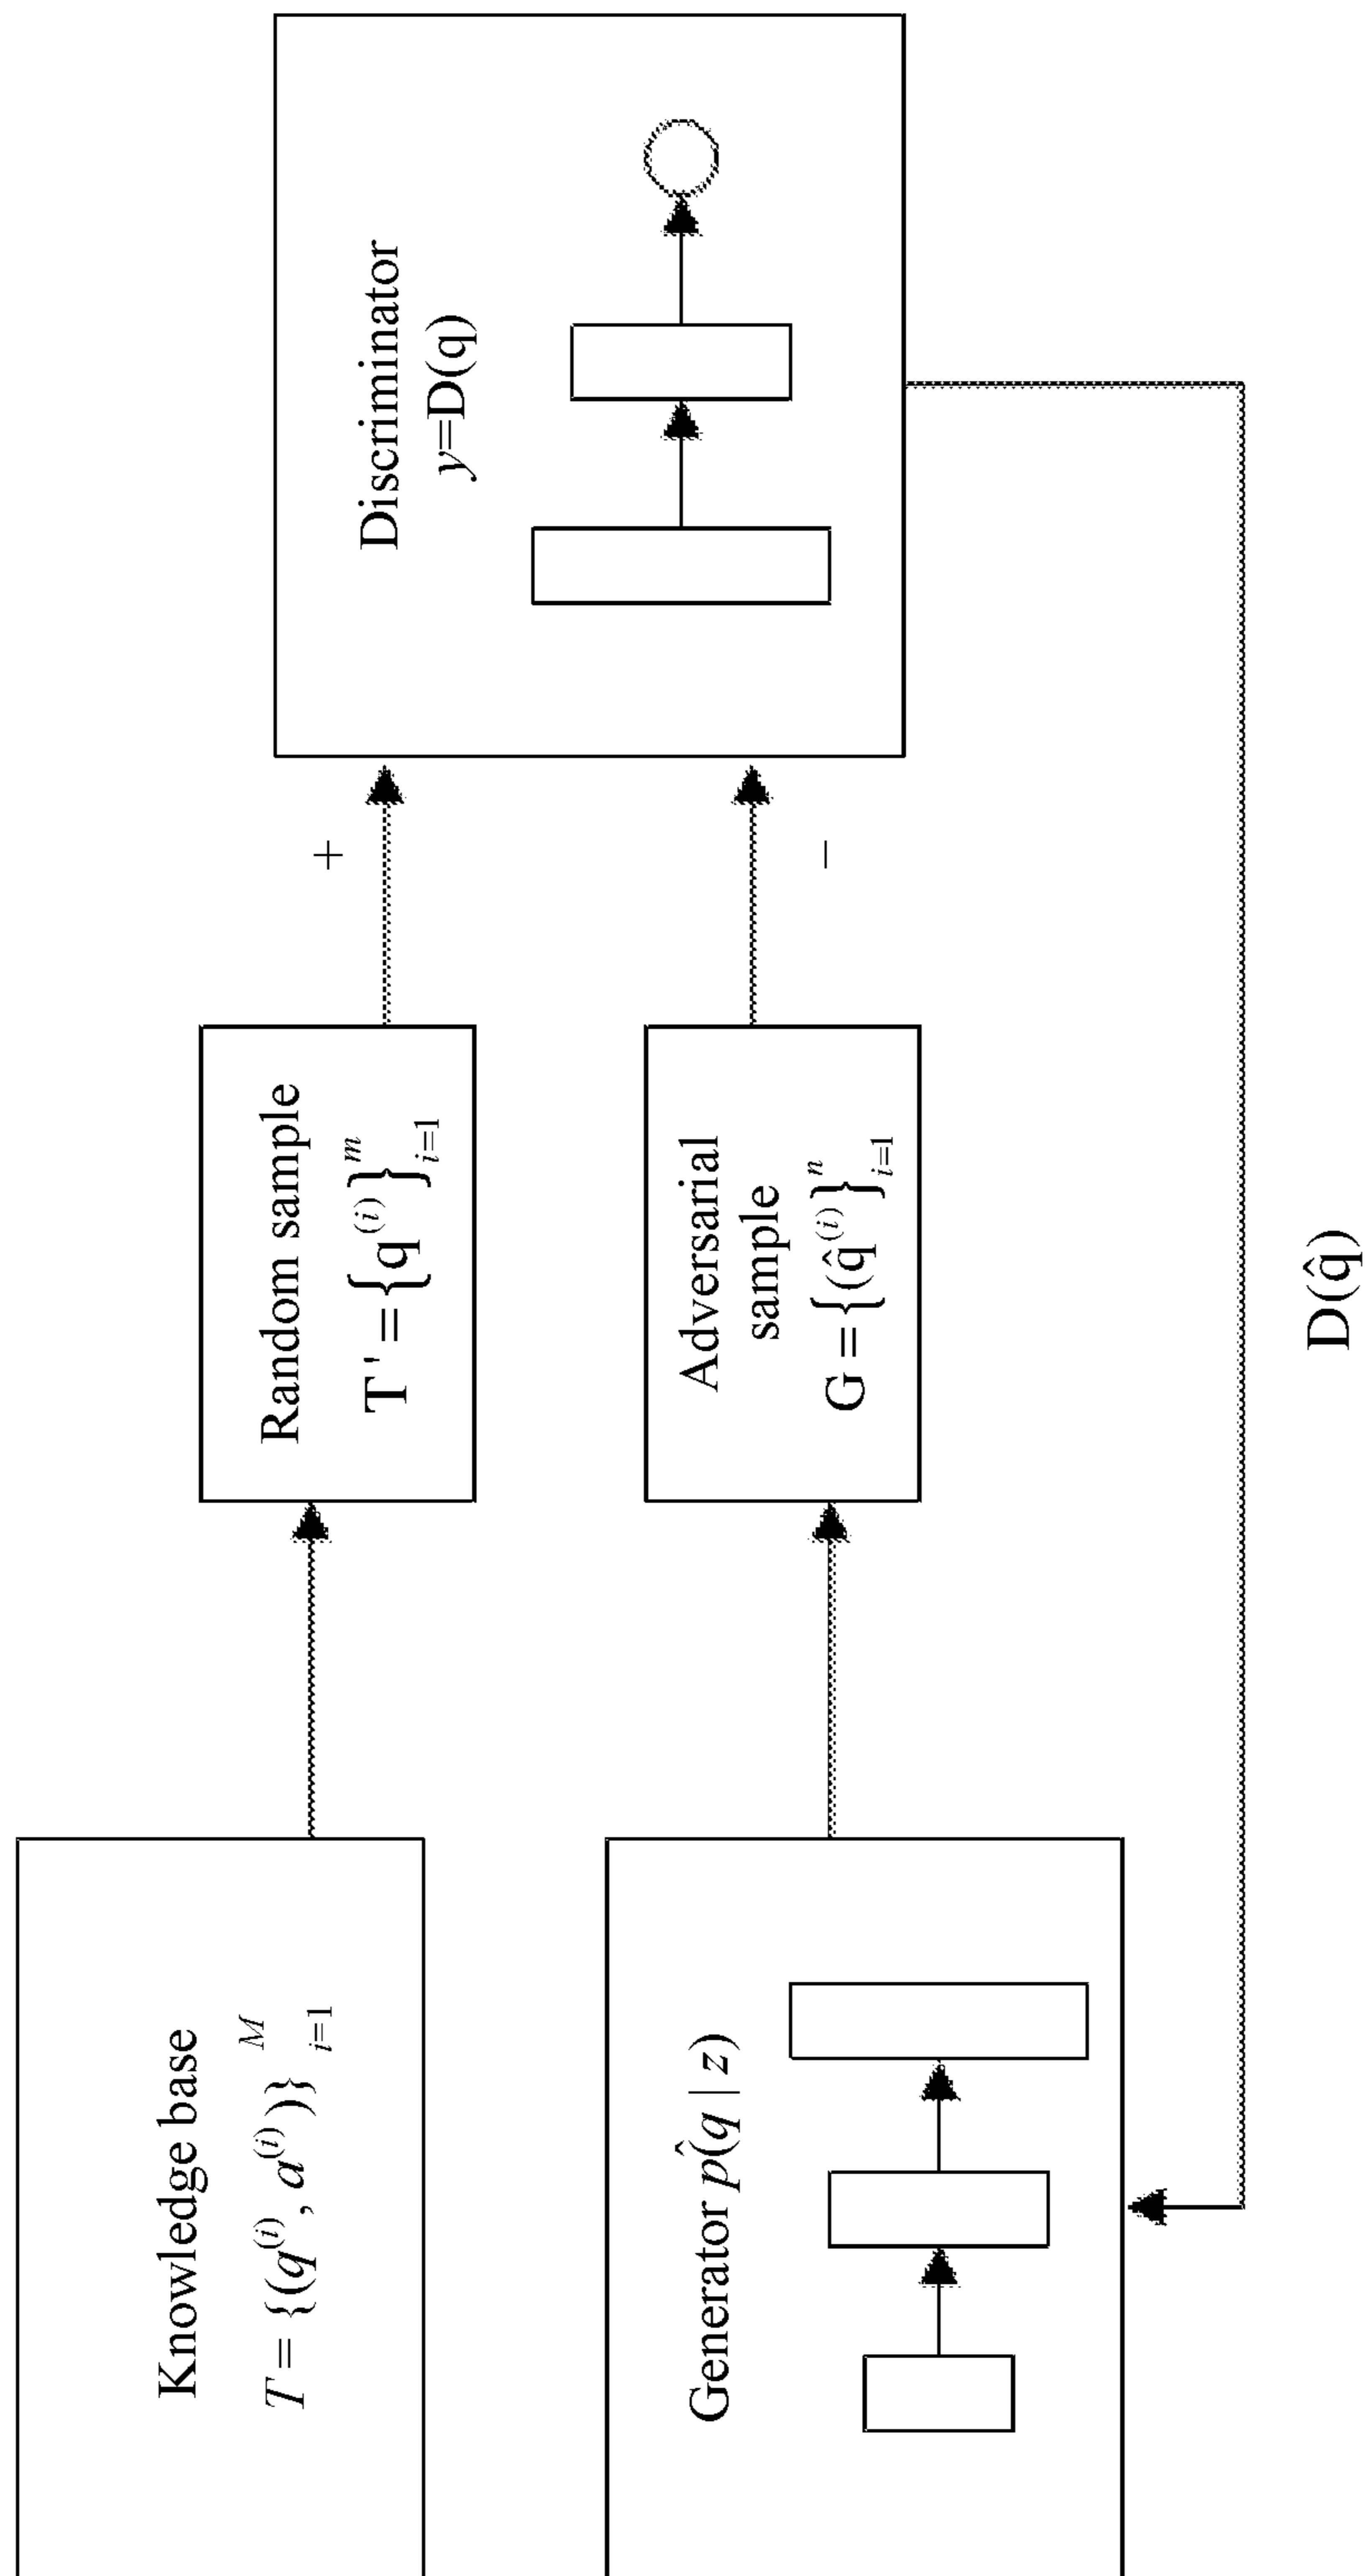 Knowledge base
T = {(q^(i), a^(i))}_{i=1}^M
Random sample
T' = {q^(i)}_{i=1}^m
+
Discriminator
y=D(q)
Generator p̂(q | z)
Adversarial
sample
G = {(q̂^(i)}_{i=1}^n
−
D(q̂)